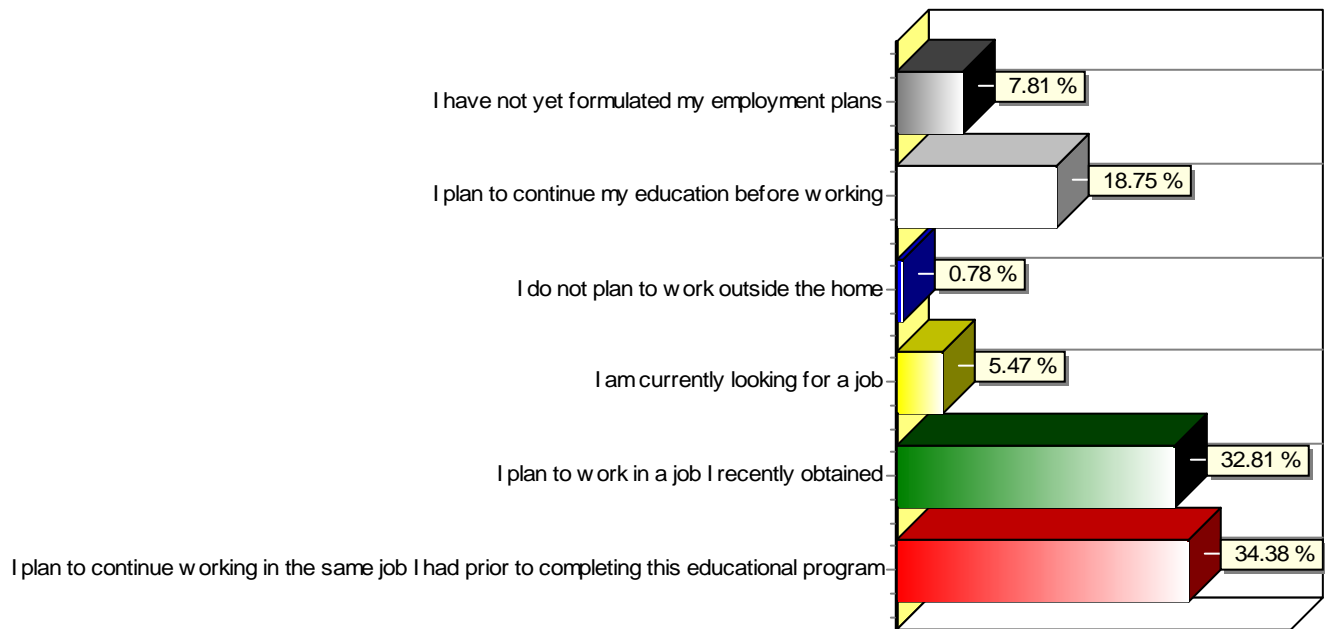 I have not yet formulated my employment plans
7.81 %
I plan to continue my education before working
18.75 %
I do not plan to work outside the home
0.78 %
I am currently looking for a job
5.47 %
I plan to work in a job I recently obtained
32.81 %
I plan to continue working in the same job I had prior to completing this educational program
34.38 %